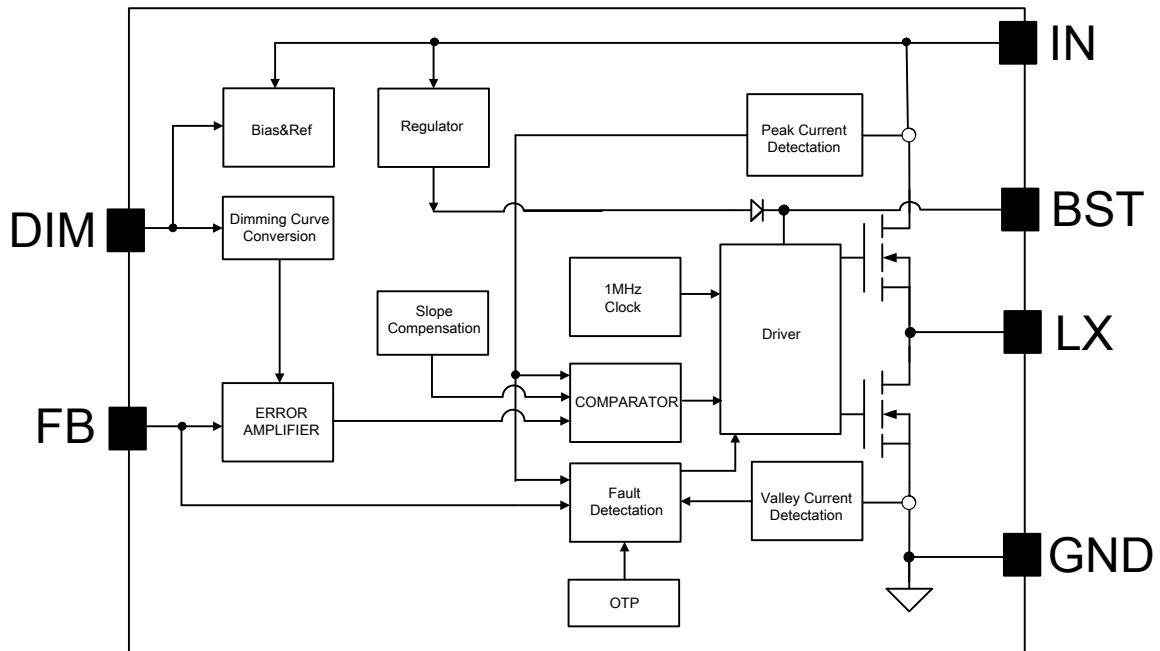 IN
Bias&Ref
Regulator
Peak Current
Detectation
DIM
Dimming Curve
Conversion
BST
1MHz
Clock
Slope
Compensation
Driver
LX
FB
ERROR
AMPLIFIER
COMPARATOR
Fault
Detectation
Valley Current
Detectation
GND
OTP